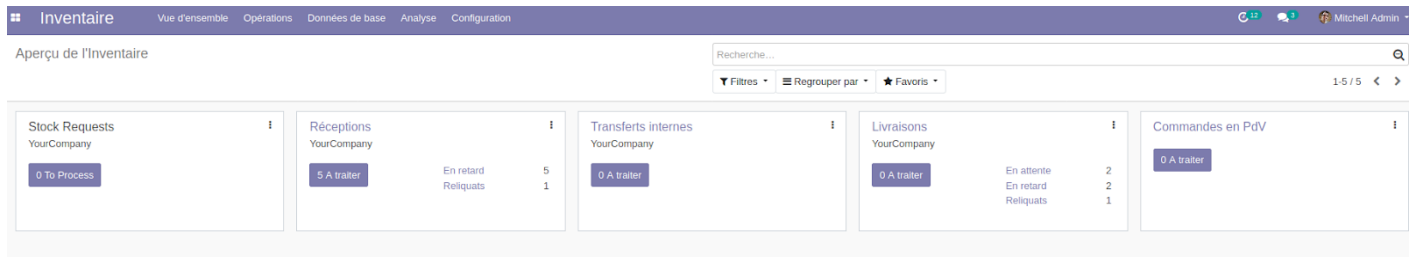 Inventaire Vue d'ensemble Opérations Données de base Analyse Configuration 12 3 Mitchell Admin
Aperçu de l'Inventaire
Recherche...
Filtres Regrouper par Favoris 1-5 / 5
Stock Requests
YourCompany
0 To Process
Réceptions
YourCompany
5 A traiter
En retard 5
Reliquats 1
Transferts internes
YourCompany
0 A traiter
Livraisons
YourCompany
0 A traiter
En attente 2
En retard 2
Reliquats 1
Commandes en PdV
0 A traiter